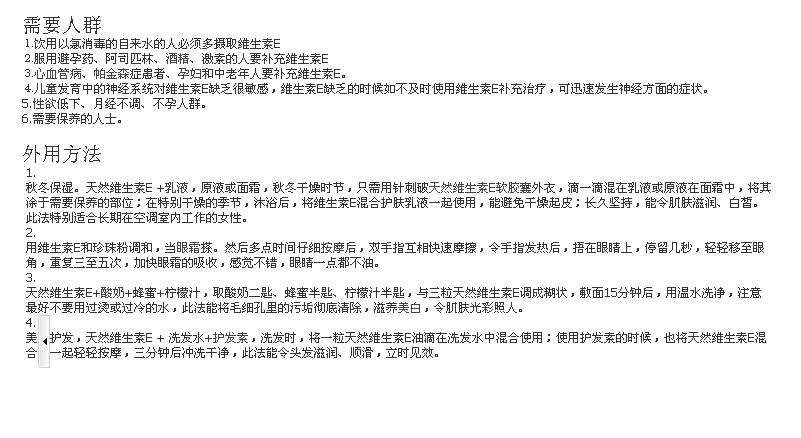 需要人群
1.饮用以氯消毒的自来水的人必须多摄取维生素E
2.服用避孕药、阿司匹林、酒精、激素的人要补充维生素E
3.心血管病、帕金森症患者、孕妇和中老年人要补充维生素E。
4.儿童发育中的神经系统对维生素E缺乏很敏感，维生素E缺乏的时候如不及时使用维生素E补充治疗，可迅速发生神经方面的症状。
5.性欲低下、月经不调、不孕人群。
6.需要保养的人士。
外用方法
1.
秋冬保湿。天然维生素E +乳液，原液或面霜，秋冬干燥时节，只需用针刺破天然维生素E软胶囊外衣，滴一滴混在乳液或原液在面霜中，将其
涂于需要保养的部位；在特别干燥的季节，沐浴后，将维生素E混合护肤乳液一起使用，能避免干燥起皮；长久坚持，能令肌肤滋润、白皙。
此法特别适合长期在空调室内工作的女性。
2.
用维生素E和珍珠粉调和，当眼霜搽。然后多点时间仔细按摩后，双手指互相快速摩擦，令手指发热后，捂在眼睛上，停留几秒，轻轻移至眼
角，重复三至五次，加快眼霜的吸收，感觉不错，眼睛一点都不油。
3.
天然维生素E+酸奶+蜂蜜+柠檬汁，取酸奶二匙、蜂蜜半匙、柠檬汁半匙，与三粒天然维生素E调成糊状，敷面15分钟后，用温水洗净，注意
最好不要用过烫或过冷的水，此法能将毛细孔里的污垢彻底清除，滋养美白，令肌肤光彩照人。
4.
美 护发，天然维生素E + 洗发水+护发素，洗发时，将一粒天然维生素E油滴在洗发水中混合使用；使用护发素的时候，也将天然维生素E混
合 一起轻轻按摩，三分钟后冲洗干净，此法能令头发滋润、顺滑，立时见效。